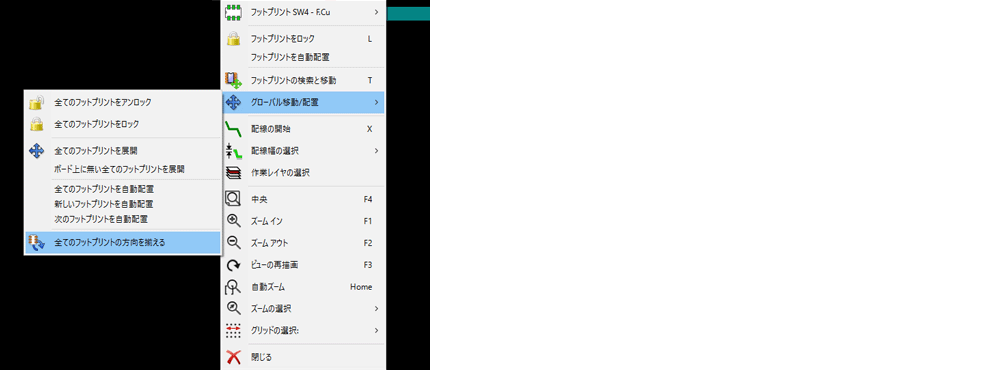 フットプリント SW4 - F.Cu
フットプリントをロック L
フットプリントを自動配置
フットプリントの検索と移動 T
グローバル移動/配置
配線の開始 X
配線幅の選択
作業レイヤの選択
中央 F4
ズーム イン F1
ズーム アウト F2
ビューの再描画 F3
自動ズーム Home
ズームの選択
グリッドの選択:
閉じる
全てのフットプリントをアンロック
全てのフットプリントをロック
全てのフットプリントを展開
ボード上に無い全てのフットプリントを展開
全てのフットプリントを自動配置
新しいフットプリントを自動配置
次のフットプリントを自動配置
全てのフットプリントの方向を揃える